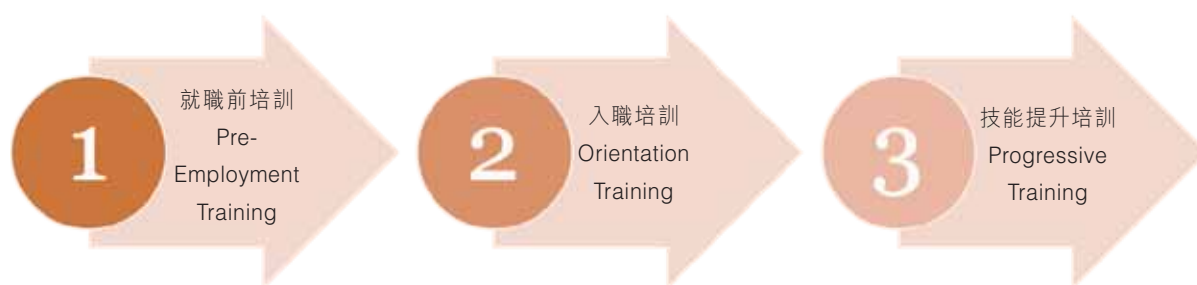 1
就職前培訓
Pre-
Employment
Training
2
入職培訓
Orientation
Training
3
技能提升培訓
Progressive
Training